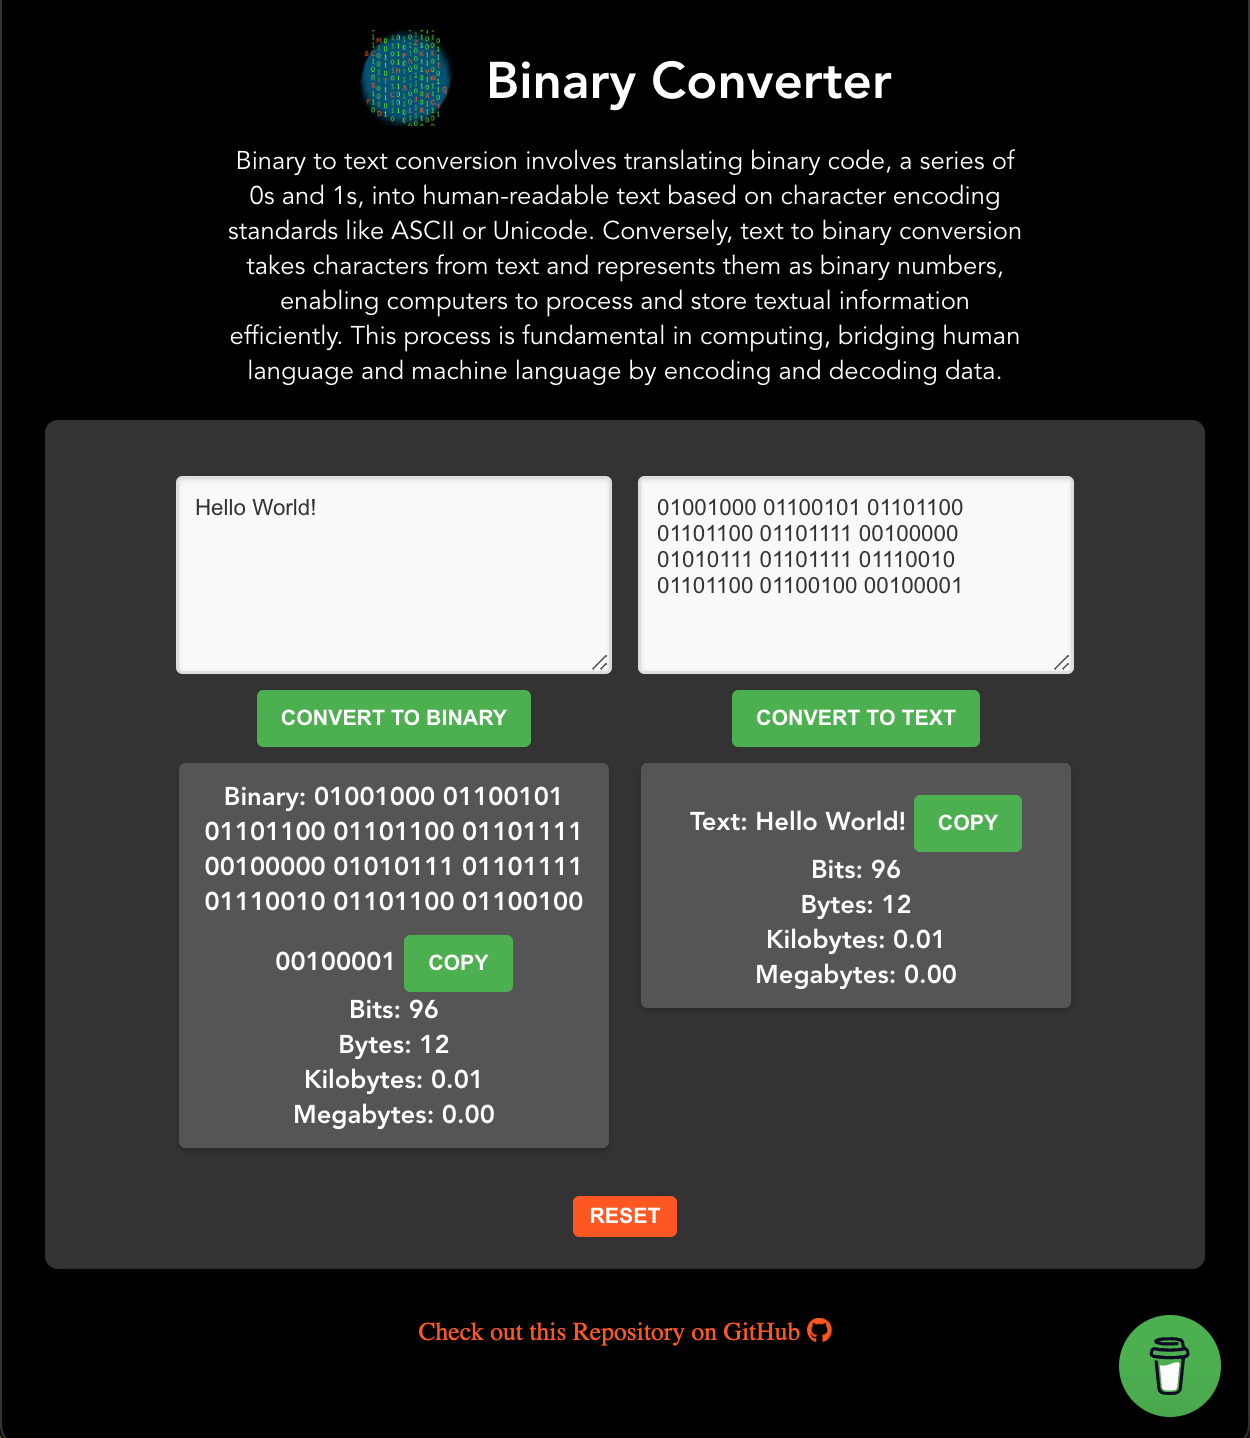 Binary Converter
Binary to text conversion involves translating binary code, a series of
0s and 1s, into human-readable text based on character encoding
standards like ASCII or Unicode. Conversely, text to binary conversion
takes characters from text and represents them as binary numbers,
enabling computers to process and store textual information
efficiently. This process is fundamental in computing, bridging human
language and machine language by encoding and decoding data.
Hello World!
01001000 01100101 01101100
01101100 01101111 00100000
01010111 01101111 01110010
01101100 01100100 00100001
CONVERT TO BINARY
CONVERT TO TEXT
Binary: 01001000 01100101
01101100 01101100 01101111
00100000 01010111 01101111
01110010 01101100 01100100
00100001 COPY
Bits: 96
Bytes: 12
Kilobytes: 0.01
Megabytes: 0.00
Text: Hello World! COPY
Bits: 96
Bytes: 12
Kilobytes: 0.01
Megabytes: 0.00
RESET
Check out this Repository on GitHub